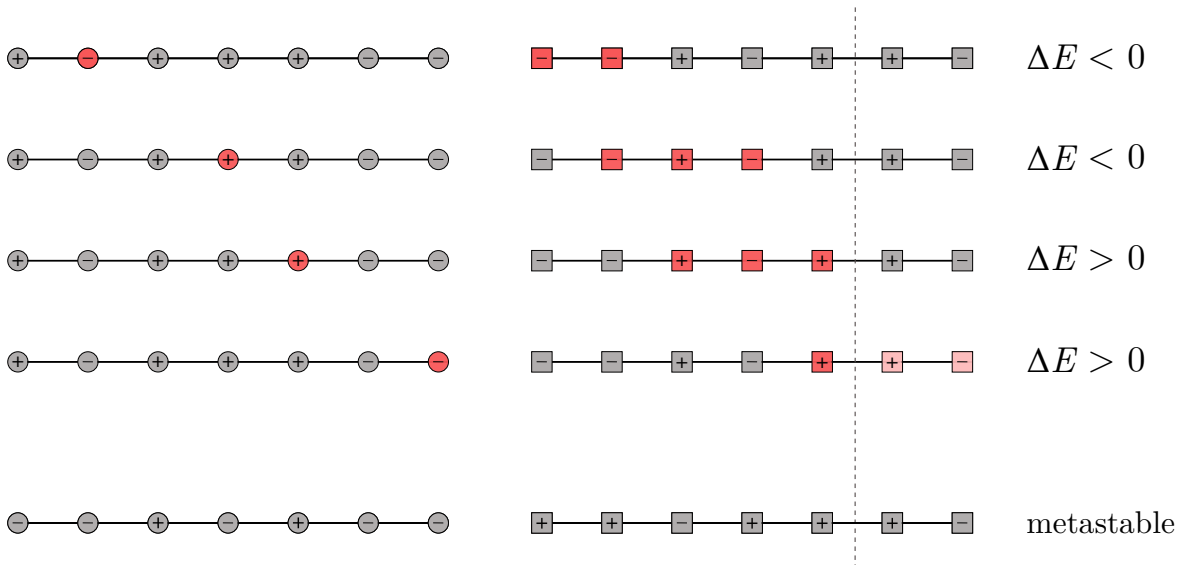 + − + + + − − − − + − + + − ΔE < 0
+ − + + + − − − − + − + + − ΔE < 0
+ − + + + − − − − + − + + − ΔE > 0
+ − + + + − − − − + − + + − ΔE > 0
− − + − + − − + + − + + + − metastable